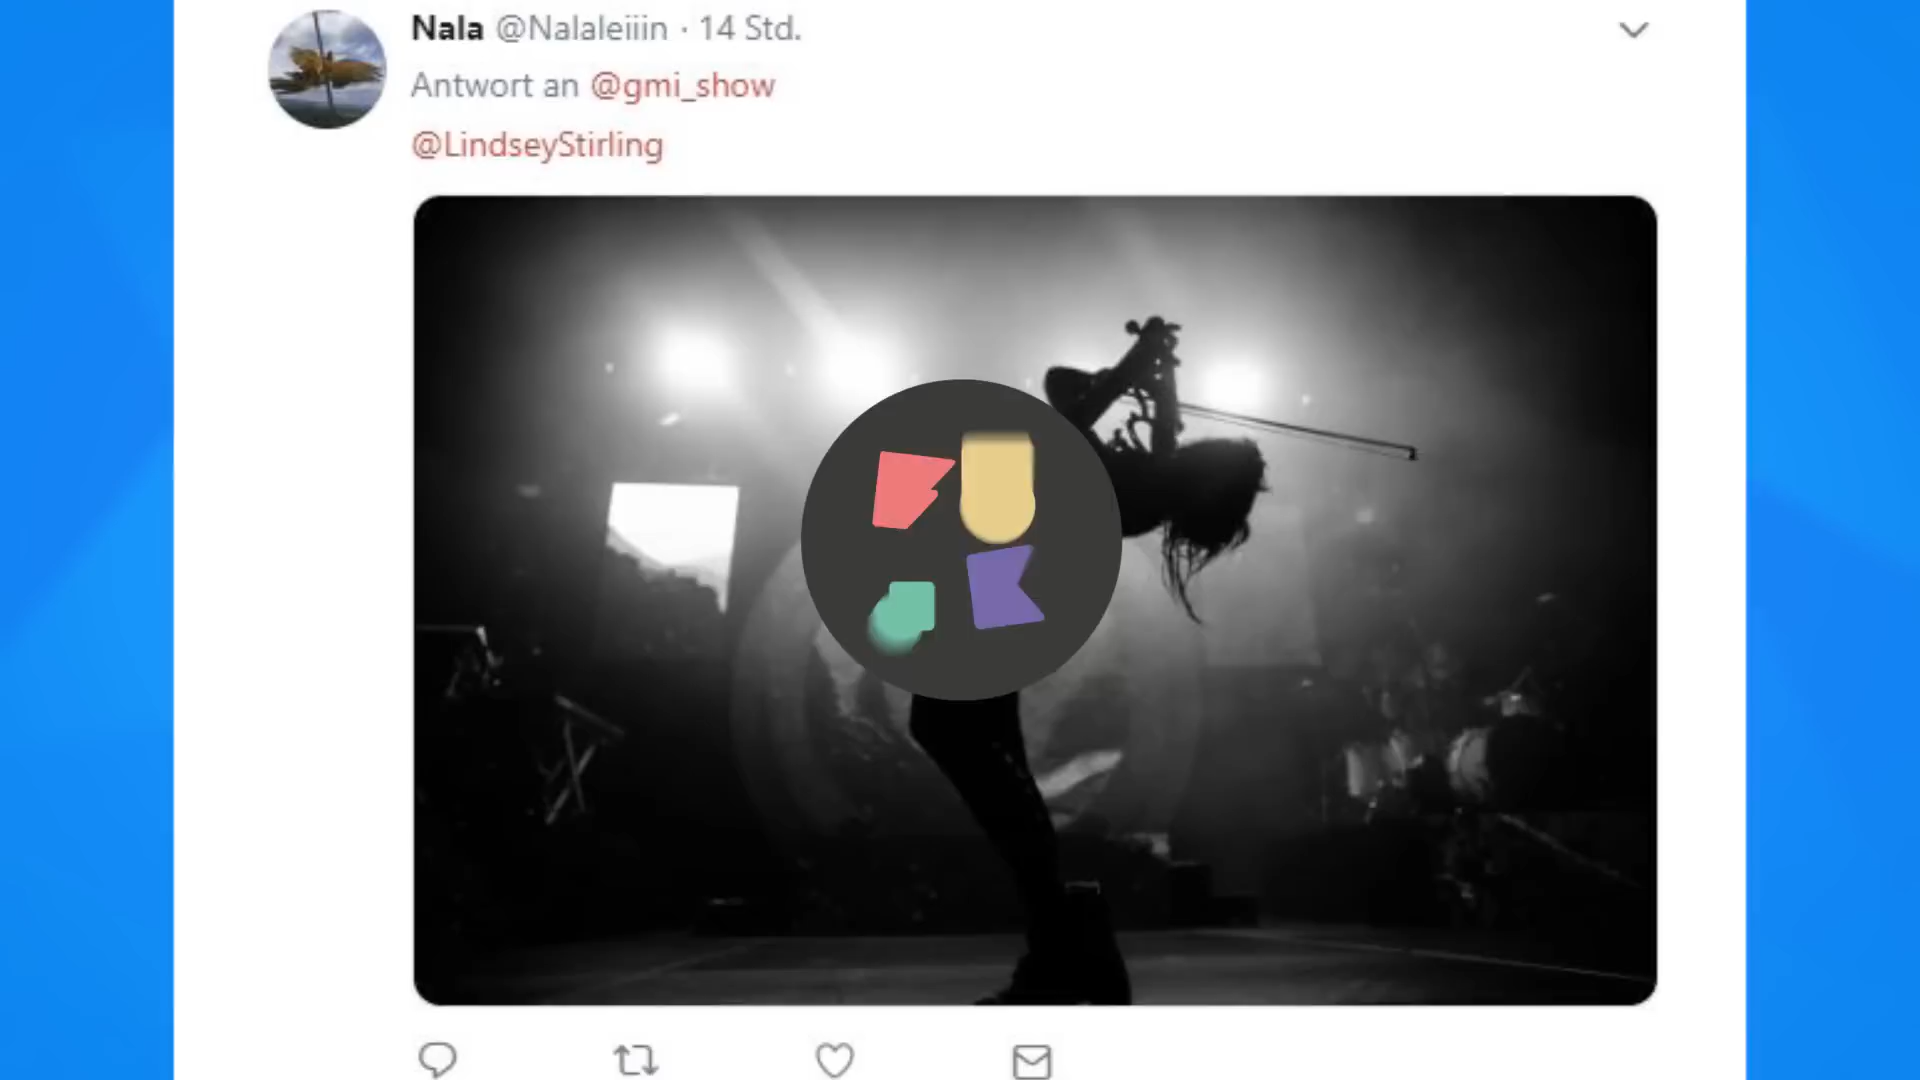 Nala @Nalaleiiin · 14 Std.
Antwort an @gmi_show
@LindseyStirling